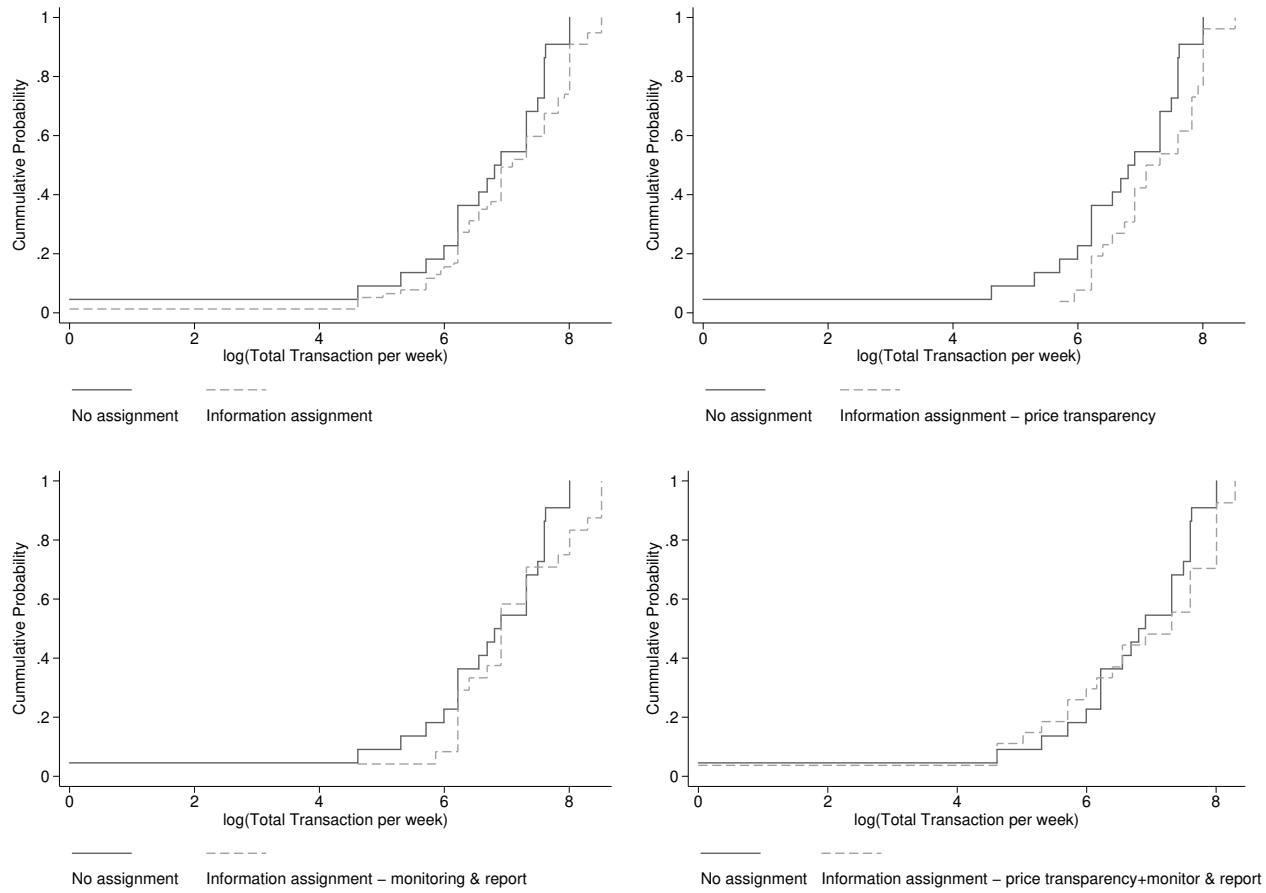 1
.8
.6
.4
.2
0
Cummulative Probability
0 2 4 6 8
log(Total Transaction per week)
No assignment Information assignment
1
.8
.6
.4
.2
0
Cummulative Probability
0 2 4 6 8
log(Total Transaction per week)
No assignment Information assignment − price transparency
1
.8
.6
.4
.2
0
Cummulative Probability
0 2 4 6 8
log(Total Transaction per week)
No assignment Information assignment − monitoring & report
1
.8
.6
.4
.2
0
Cummulative Probability
0 2 4 6 8
log(Total Transaction per week)
No assignment Information assignment − price transparency+monitor & report